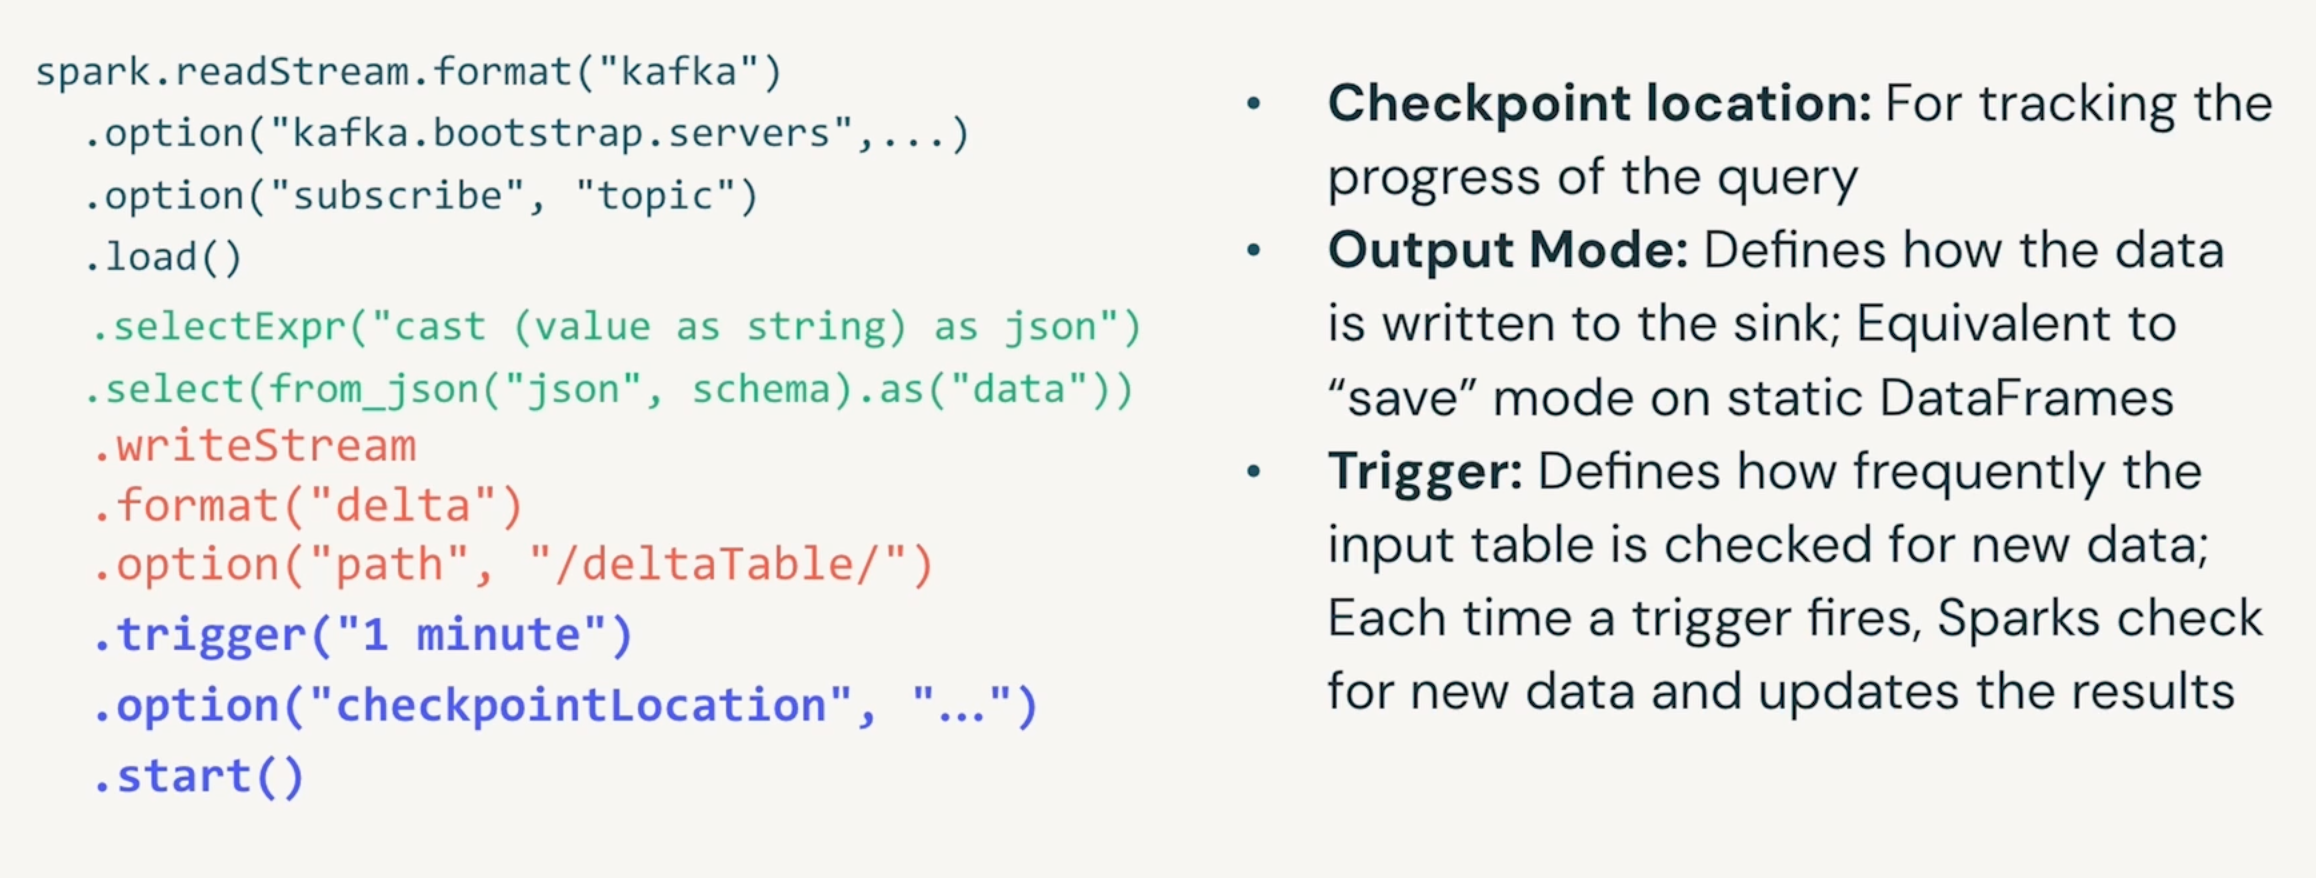 spark.readStream.format("kafka")
.option("kafka.bootstrap.servers",...)
.option("subscribe", "topic")
.load()
.selectExpr("cast (value as string) as json")
.select(from_json("json", schema).as("data"))
.writeStream
.format("delta")
.option("path", "/deltaTable/")
.trigger("1 minute")
.option("checkpointLocation", "...")
.start()
• Checkpoint location: For tracking the
progress of the query
• Output Mode: Defines how the data
is written to the sink; Equivalent to
“save” mode on static DataFrames
• Trigger: Defines how frequently the
input table is checked for new data;
Each time a trigger fires, Sparks check
for new data and updates the results